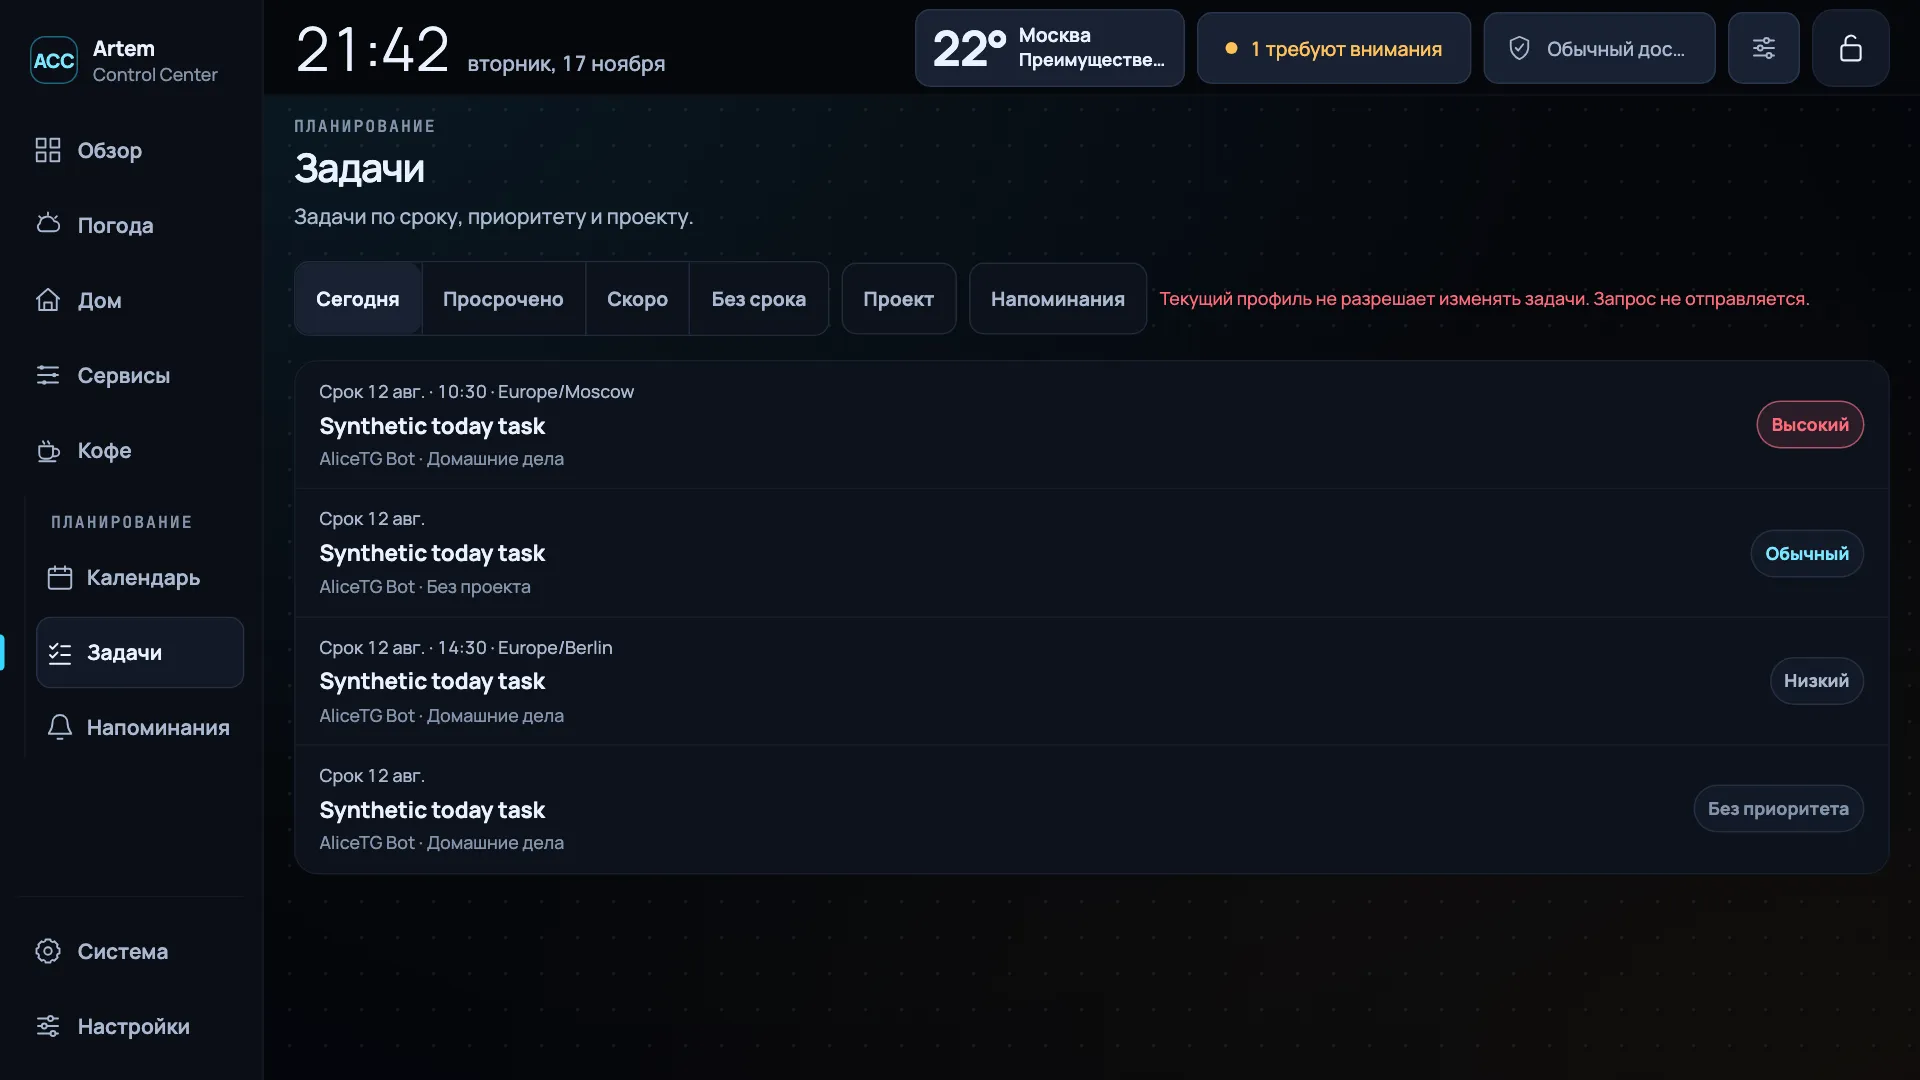 ACC
Artem
Control Center
Обзор
Погода
Дом
Сервисы
Кофе
ПЛАНИРОВАНИЕ
Календарь
Задачи
Напоминания
Система
Настройки
21:42 вторник, 17 ноября
22°
Москва
Преимуществе...
1 требуют внимания
Обычный дос...
ПЛАНИРОВАНИЕ
Задачи
Задачи по сроку, приоритету и проекту.
Сегодня Просрочено Скоро Без срока Проект Напоминания Текущий профиль не разрешает изменять задачи. Запрос не отправляется.
Срок 12 авг. · 10:30 · Europe/Moscow
Synthetic today task
AliceTG Bot · Домашние дела
Высокий
Срок 12 авг.
Synthetic today task
AliceTG Bot · Без проекта
Обычный
Срок 12 авг. · 14:30 · Europe/Berlin
Synthetic today task
AliceTG Bot · Домашние дела
Низкий
Срок 12 авг.
Synthetic today task
AliceTG Bot · Домашние дела
Без приоритета